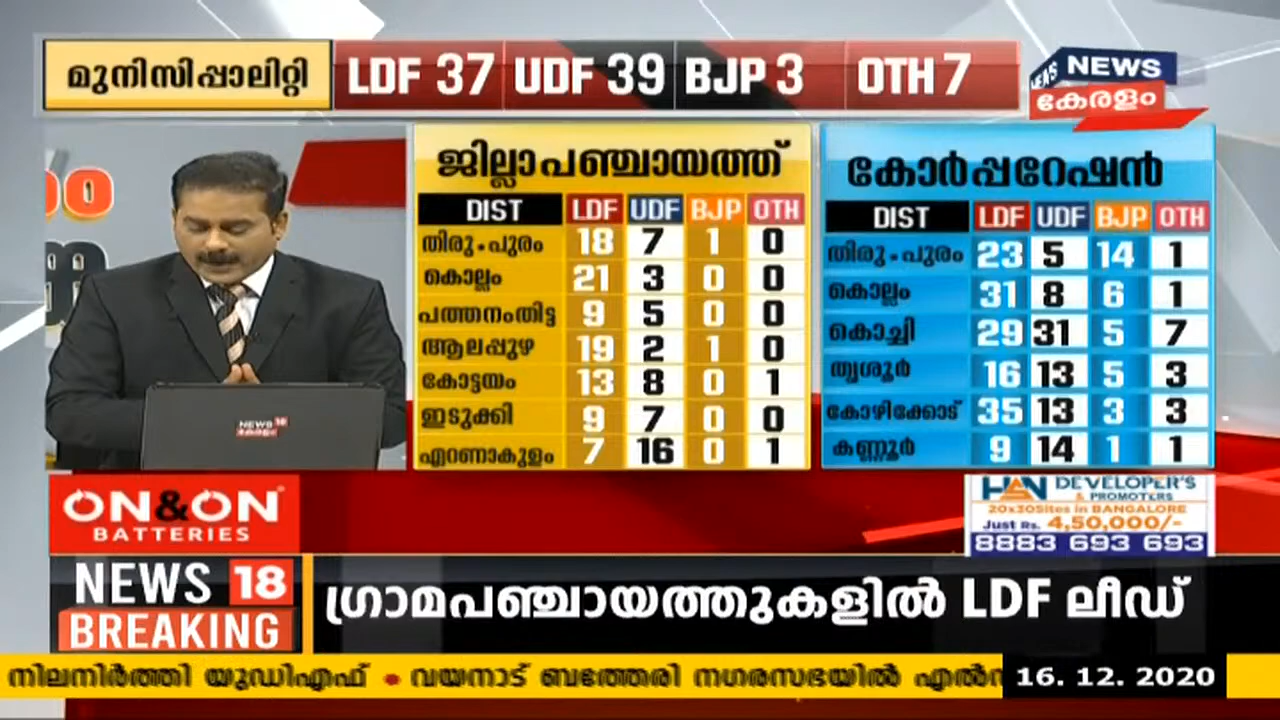 മുനിസിപ്പാലിറ്റി LDF 37 UDF 39 BJP 3 OTH 7
NEWS
കേരളം
ജില്ലാപഞ്ചായത്ത്
DIST LDF UDF BJP OTH
തിരു.പുരം 18 7 1 0
കൊല്ലം 21 3 0 0
പത്തനംതിട്ട 9 5 0 0
ആലപ്പുഴ 19 2 1 0
കോട്ടയം 13 8 0 1
ഇടുക്കി 9 7 0 0
എറണാകുളം 7 16 0 1
കോർപ്പറേഷൻ
DIST LDF UDF BJP OTH
തിരു.പുരം 23 5 14 1
കൊല്ലം 31 8 6 1
കൊച്ചി 29 31 5 7
തൃശൂർ 16 13 5 3
കോഴിക്കോട് 35 13 3 3
കണ്ണൂർ 9 14 1 1
NEWS 18
കേരളം
ON&ON
BATTERIES
HAN DEVELOPER'S
& PROMOTERS
20x30Sites in BANGALORE
Just Rs. 4,50,000/-
8883 693 693
NEWS 18
BREAKING
ഗ്രാമപഞ്ചായത്തുകളിൽ LDF ലീഡ്
നിലനിർത്തി യുഡിഎഫ് • വയനാട് ബത്തേരി നഗരസഭയിൽ
16. 12. 2020